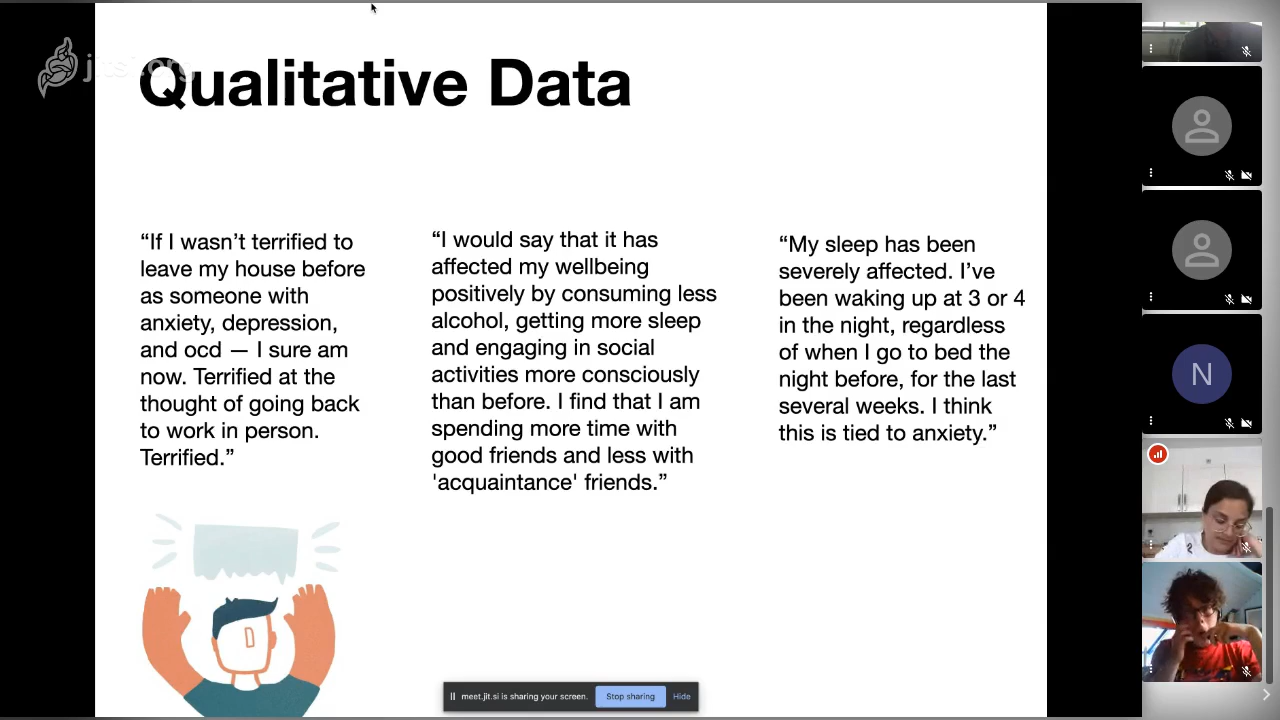 jitsi.org
Qualitative Data
“If I wasn’t terrified to
leave my house before
as someone with
anxiety, depression,
and ocd — I sure am
now. Terrified at the
thought of going back
to work in person.
Terrified.”
“I would say that it has
affected my wellbeing
positively by consuming less
alcohol, getting more sleep
and engaging in social
activities more consciously
than before. I find that I am
spending more time with
good friends and less with
'acquaintance' friends.”
“My sleep has been
severely affected. I’ve
been waking up at 3 or 4
in the night, regardless
of when I go to bed the
night before, for the last
several weeks. I think
this is tied to anxiety.”
N
meet.jit.si is sharing your screen. Stop sharing Hide